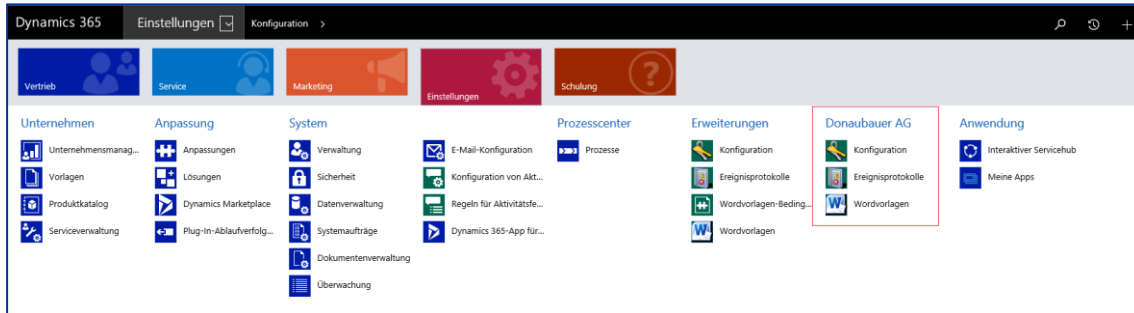 Dynamics 365 Einstellungen Konfiguration >
Vertrieb Service Marketing Einstellungen Schulung
Unternehmen
Unternehmensmanag...
Vorlagen
Produktkatalog
Serviceverwaltung
Anpassung
Anpassungen
Lösungen
Dynamics Marketplace
Plug-In-Ablaufverfolg...
System
Verwaltung
Sicherheit
Datenverwaltung
Systemaufträge
Dokumentenverwaltung
Überwachung
E-Mail-Konfiguration
Konfiguration von Akt...
Regeln für Aktivitätsfe...
Dynamics 365-App für...
Prozesscenter
Prozesse
Erweiterungen
Konfiguration
Ereignisprotokolle
Wordvorlagen-Beding...
Wordvorlagen
Donaubauer AG
Konfiguration
Ereignisprotokolle
Wordvorlagen
Anwendung
Interaktiver Servicehub
Meine Apps